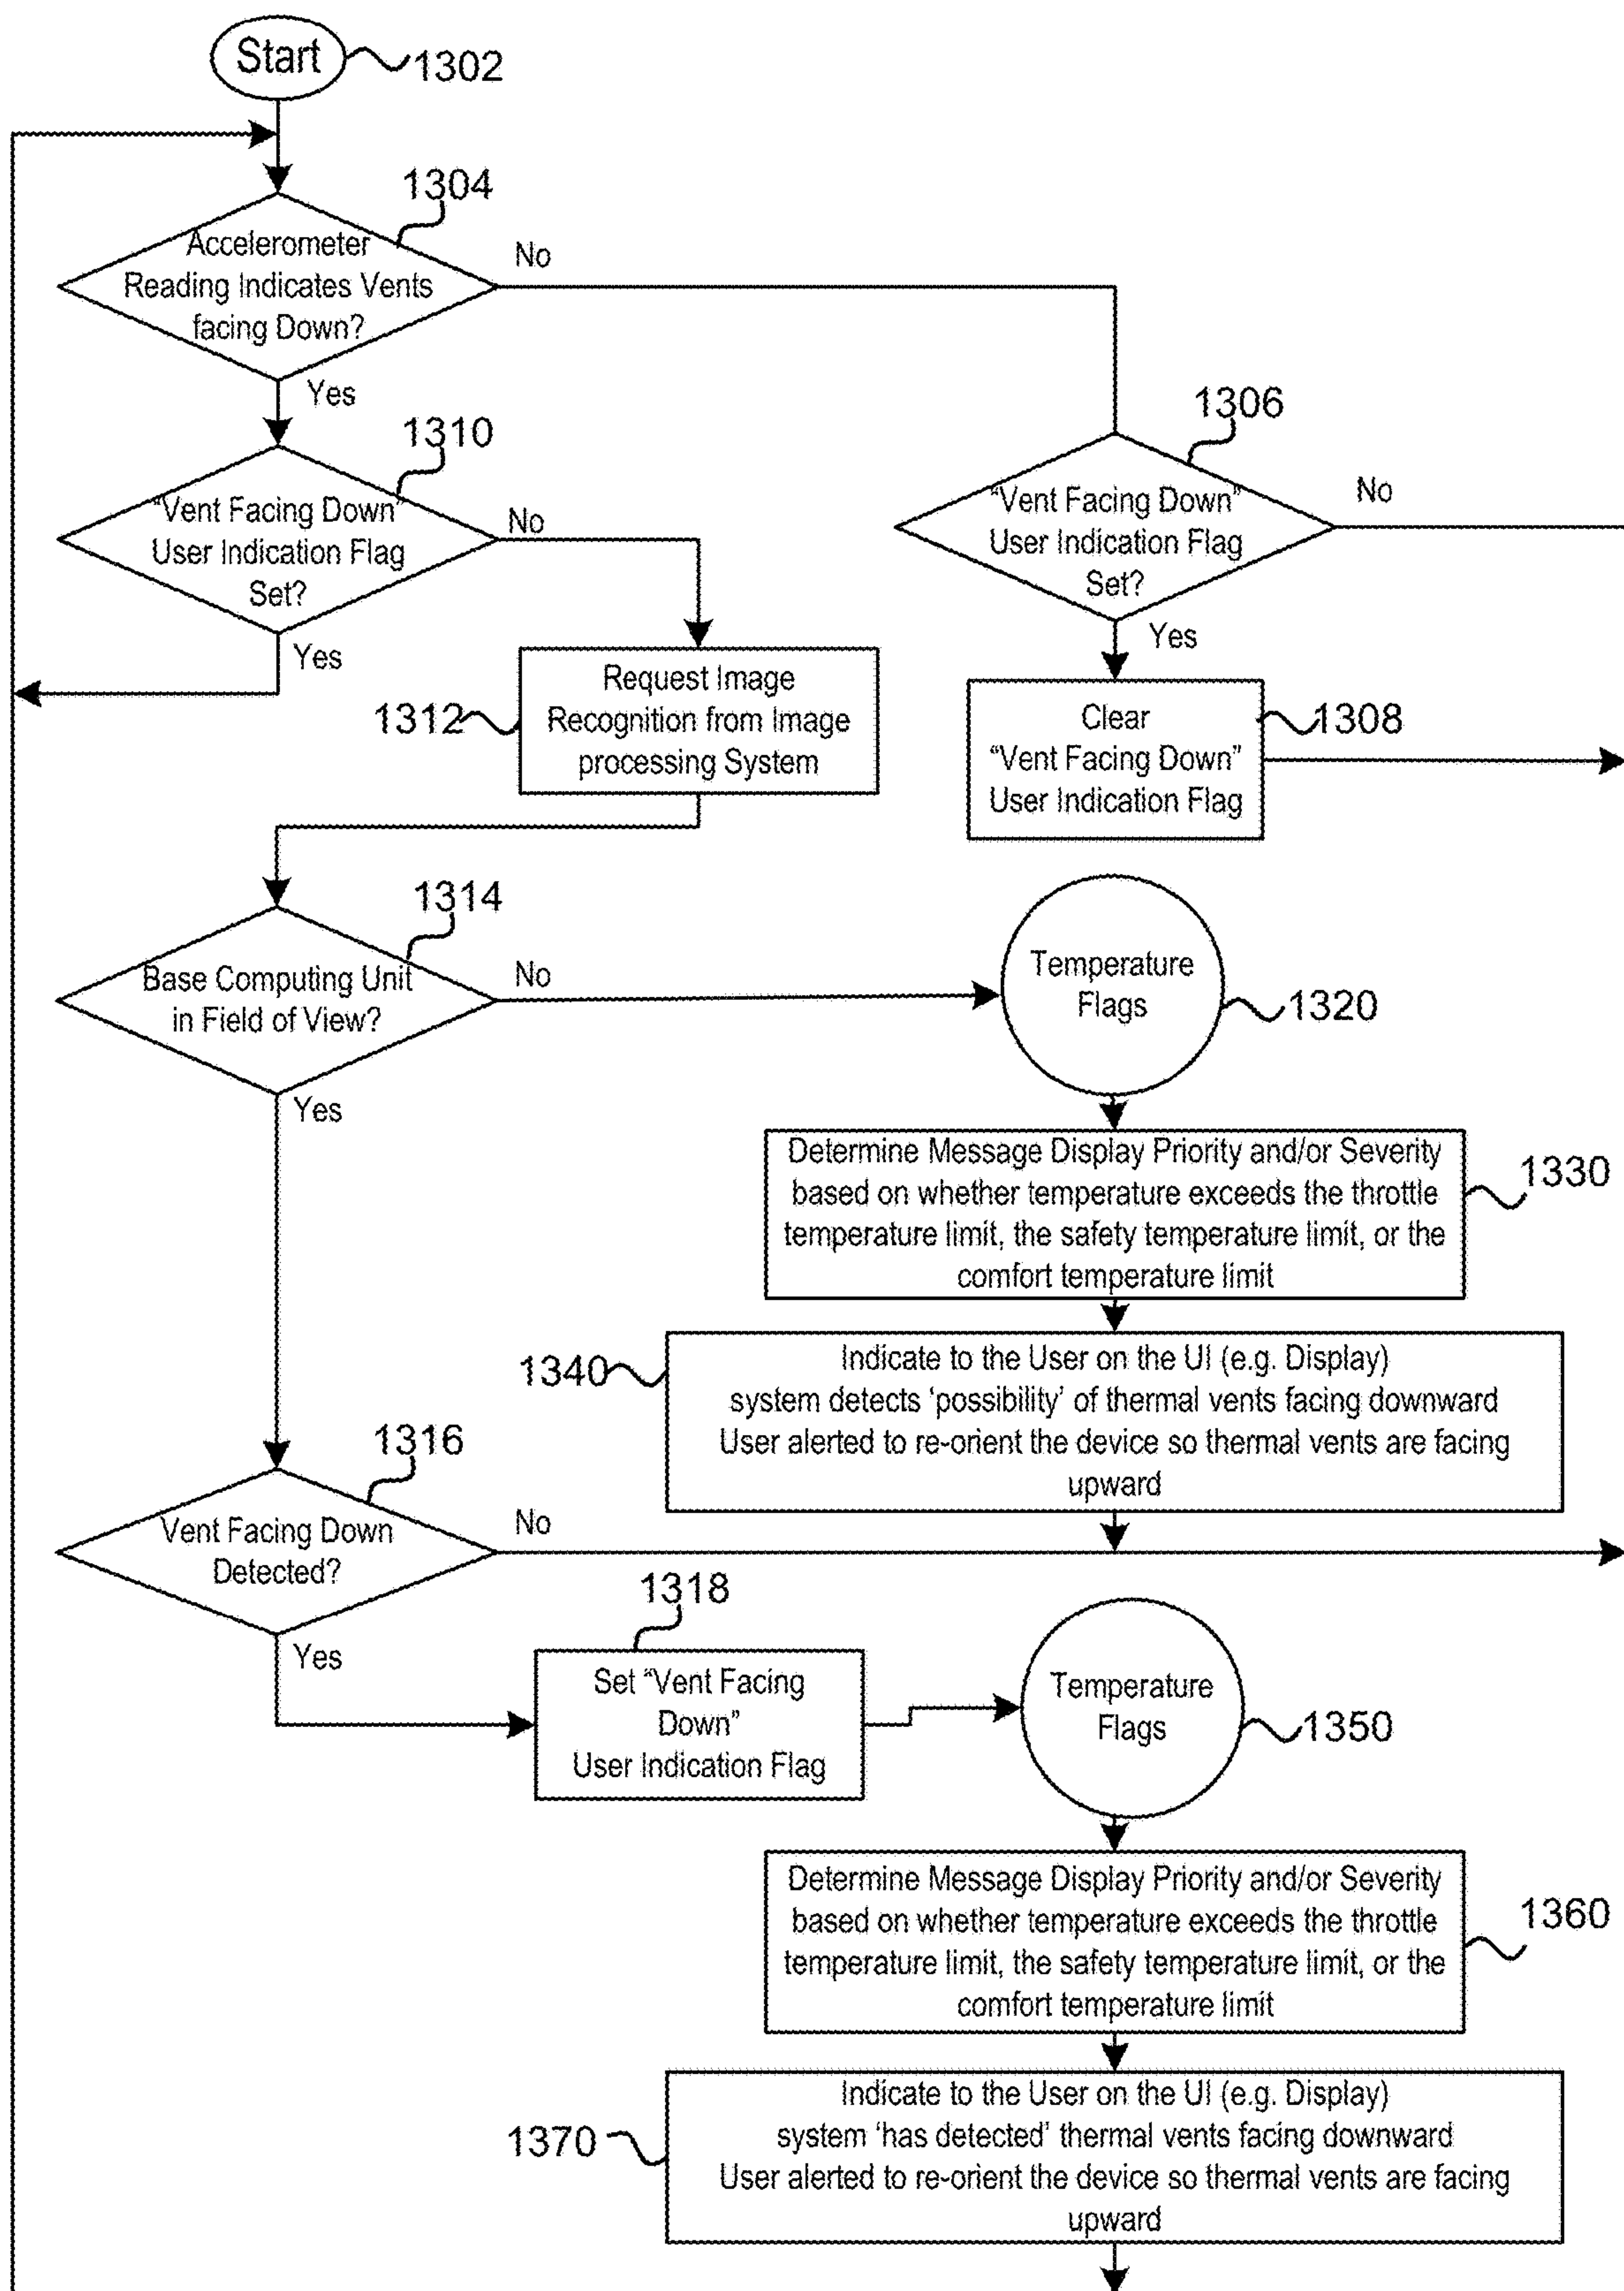 Start
1302
1304
Accelerometer
Reading Indicates Vents
facing Down?
No
Yes
1310
“Vent Facing Down”
User Indication Flag
Set?
No
Yes
1306
“Vent Facing Down”
User Indication Flag
Set?
No
Yes
1312
Request Image
Recognition from Image
processing System
Clear
“Vent Facing Down”
User Indication Flag
1308
1314
Base Computing Unit
in Field of View?
No
Yes
Temperature
Flags
1320
Determine Message Display Priority and/or Severity
based on whether temperature exceeds the throttle
temperature limit, the safety temperature limit, or the
comfort temperature limit
1330
1340
Indicate to the User on the UI (e.g. Display)
system detects ‘possibility’ of thermal vents facing downward
User alerted to re-orient the device so thermal vents are facing
upward
1316
Vent Facing Down
Detected?
No
Yes
1318
Set “Vent Facing
Down”
User Indication Flag
Temperature
Flags
1350
Determine Message Display Priority and/or Severity
based on whether temperature exceeds the throttle
temperature limit, the safety temperature limit, or the
comfort temperature limit
1360
1370
Indicate to the User on the UI (e.g. Display)
system ‘has detected’ thermal vents facing downward
User alerted to re-orient the device so thermal vents are facing
upward